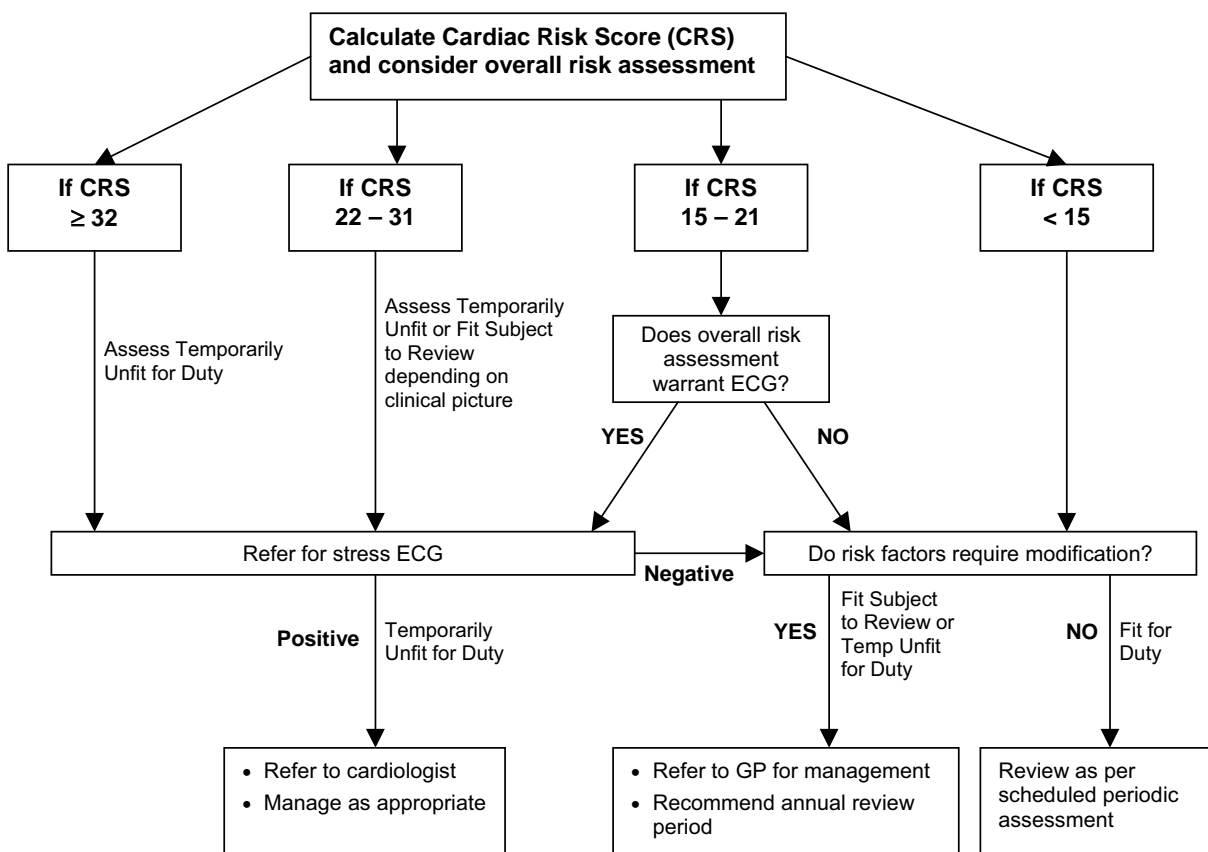 Calculate Cardiac Risk Score (CRS)
and consider overall risk assessment
If CRS
≥ 32
If CRS
22 – 31
If CRS
15 – 21
If CRS
< 15
Assess Temporarily
Unfit for Duty
Assess Temporarily
Unfit or Fit Subject
to Review
depending on
clinical picture
Does overall risk
assessment
warrant ECG?
YES
NO
Refer for stress ECG
Negative
Do risk factors require modification?
Positive
Temporarily
Unfit for Duty
YES
Fit Subject
to Review or
Temp Unfit
for Duty
NO
Fit for
Duty
• Refer to cardiologist
• Manage as appropriate
• Refer to GP for management
• Recommend annual review
period
Review as per
scheduled periodic
assessment